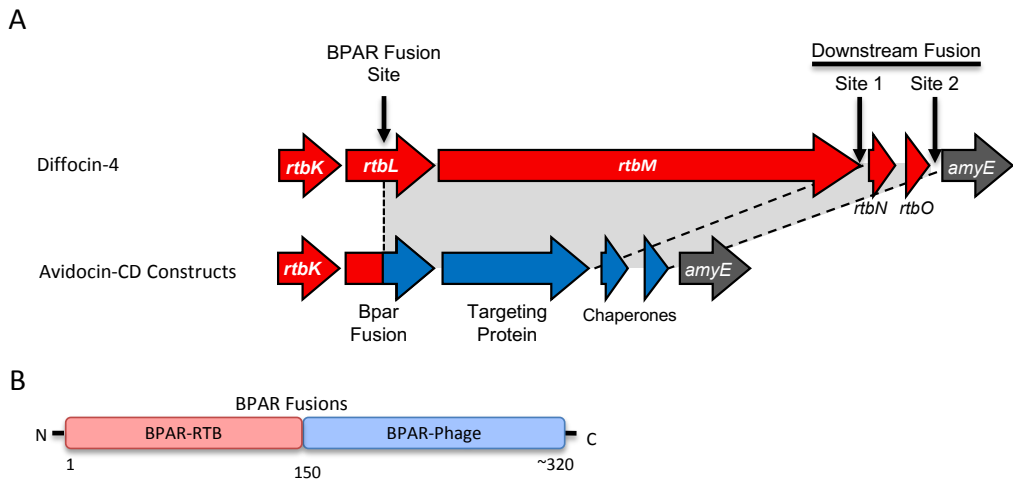 A
BPAR Fusion
Site
Downstream Fusion
Site 1 Site 2
Diffocin-4
rtbK rtbL rtbM amyE
rtbN rtbO
Avidocin-CD Constructs
rtbK amyE
Bpar
Fusion
Targeting
Protein
Chaperones
B
BPAR Fusions
N BPAR-RTB BPAR-Phage C
1 150 ~320